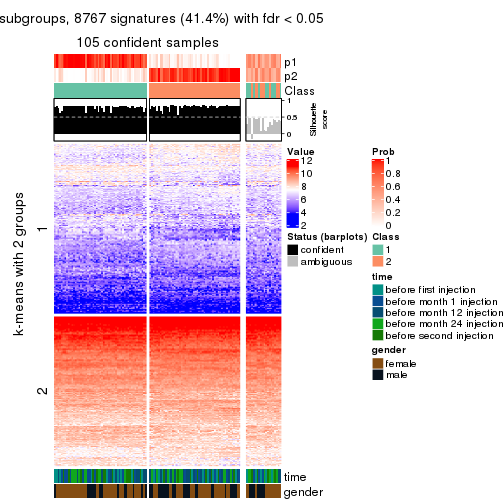 subgroups, 8767 signatures (41.4%) with fdr < 0.05
105 confident samples
p1
p2
Class
1
0.5
0
Silhouette
score
k-means with 2 groups
1
2
Value
12
10
8
6
4
2
Prob
1
0.8
0.6
0.4
0.2
0
Status (barplots)
confident
ambiguous
Class
1
2
time
before first injection
before month 1 injection
before month 12 injection
before month 24 injection
before second injection
gender
female
male
time
gender